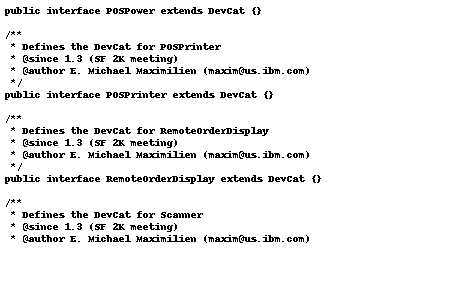 public interface POSPower extends DevCat {}
/**
* Defines the DevCat for POSPrinter
* @since 1.3 (SF 2K meeting)
* @author E. Michael Maximilien (maxim@us.ibm.com)
*/
public interface POSPrinter extends DevCat {}
/**
* Defines the DevCat for RemoteOrderDisplay
* @since 1.3 (SF 2K meeting)
* @author E. Michael Maximilien (maxim@us.ibm.com)
*/
public interface RemoteOrderDisplay extends DevCat {}
/**
* Defines the DevCat for Scanner
* @since 1.3 (SF 2K meeting)
* @author E. Michael Maximilien (maxim@us.ibm.com)